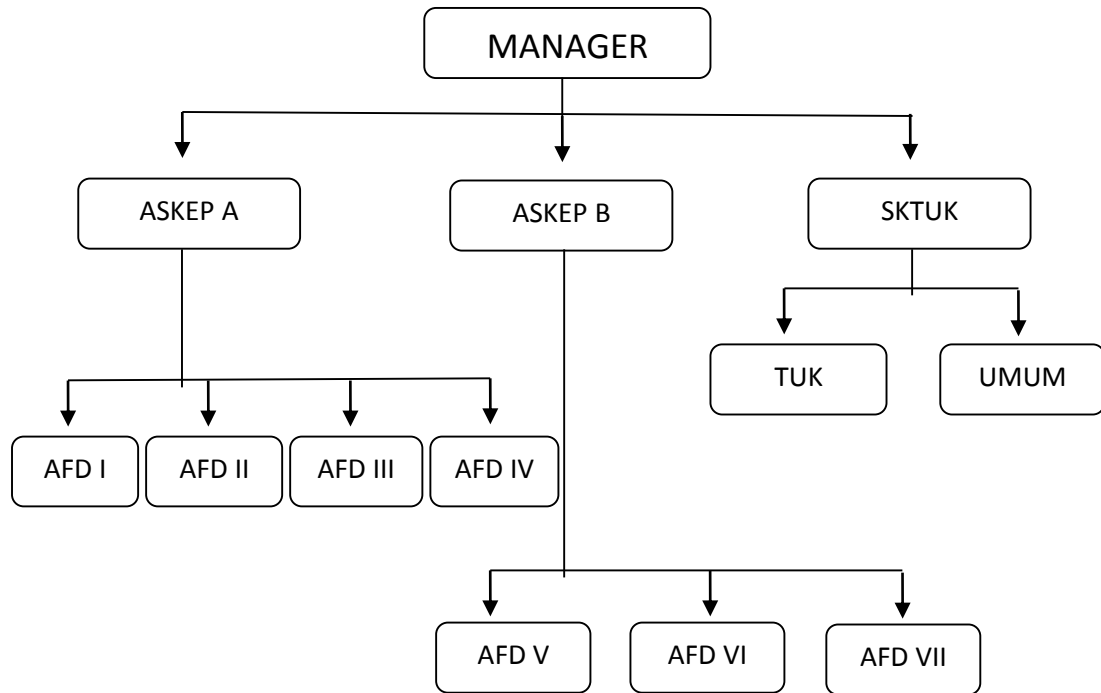 MANAGER
ASKEP A
ASKEP B
SKTUK
TUK
UMUM
AFD I
AFD II
AFD III
AFD IV
AFD V
AFD VI
AFD VII